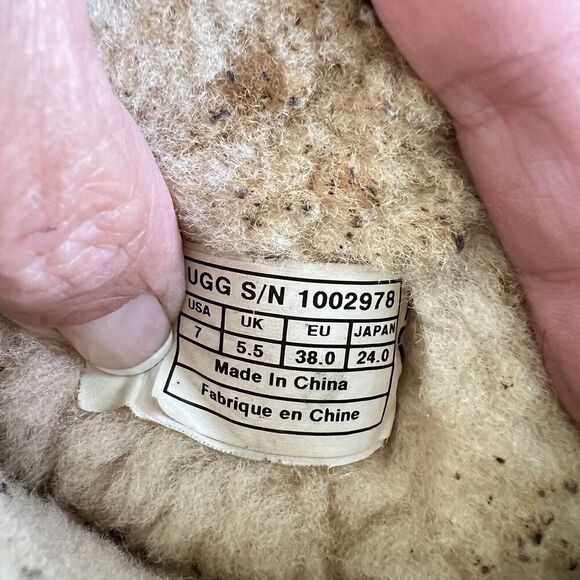 UGG S/N 1002978
USA UK EU JAPAN
7 5.5 38.0 24.0
Made In China
Fabrique en Chine